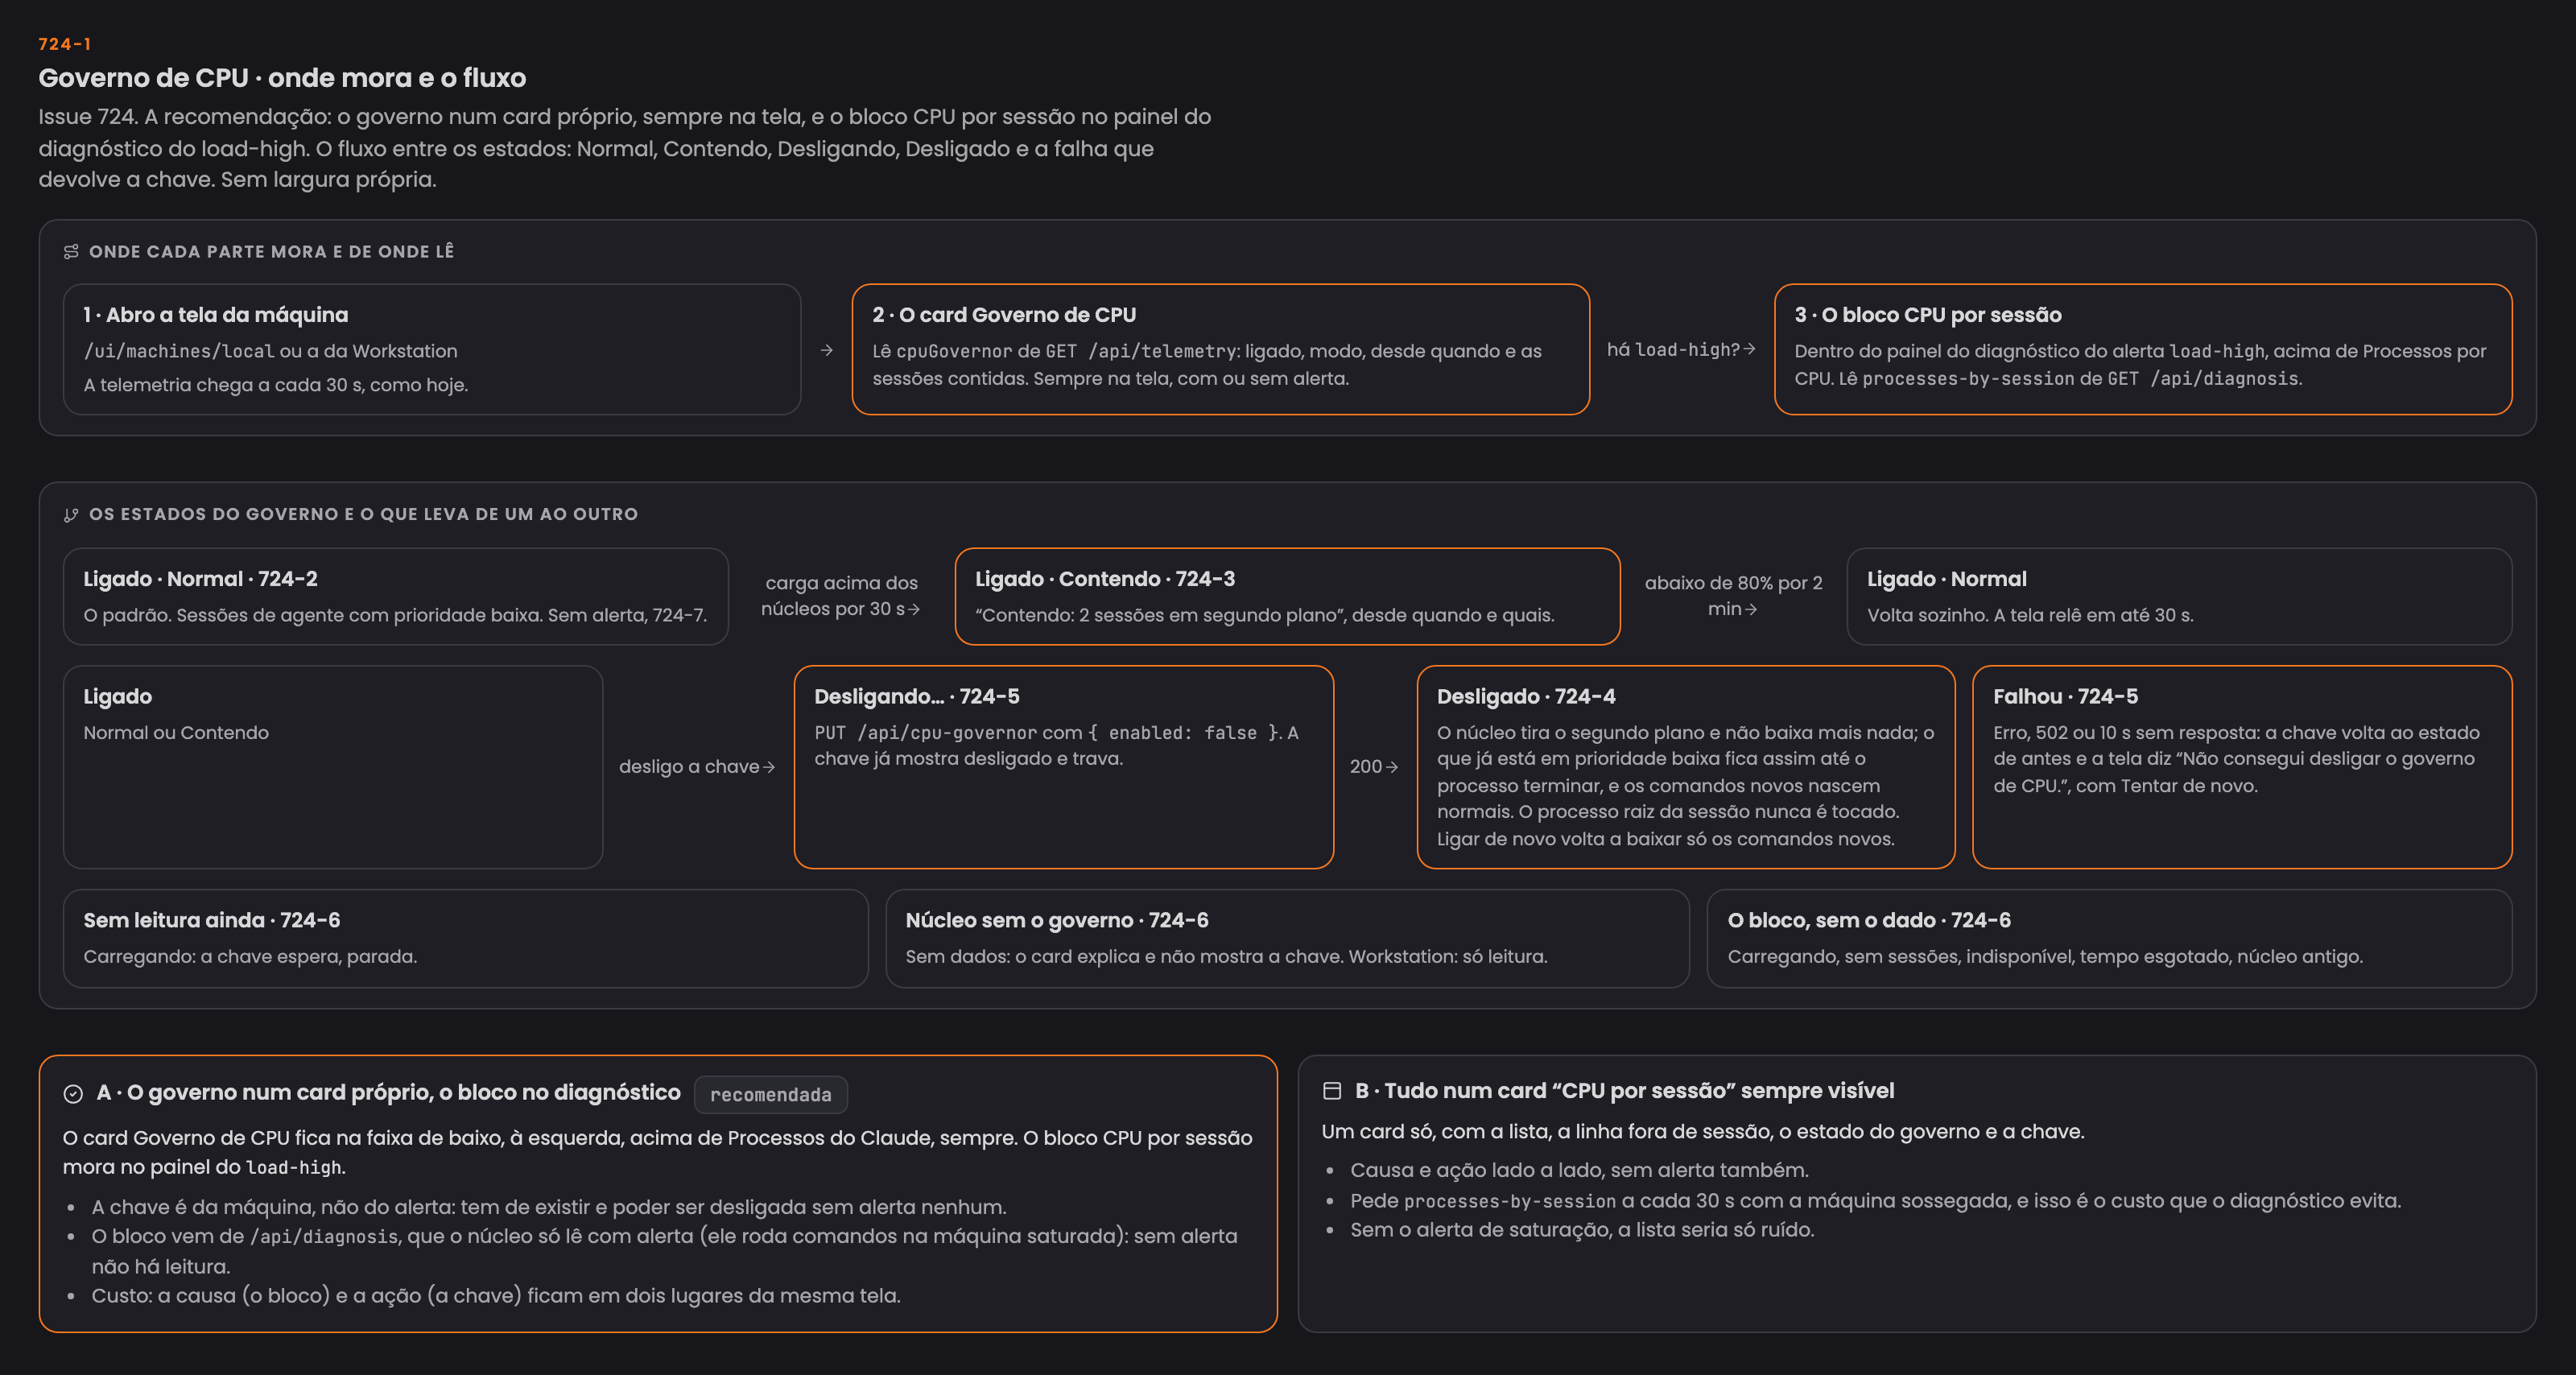 724-1
Governo de CPU · onde mora e o fluxo
Issue 724. A recomendação: o governo num card próprio, sempre na tela, e o bloco CPU por sessão no painel do
diagnóstico do load-high. O fluxo entre os estados: Normal, Contendo, Desligando, Desligado e a falha que
devolve a chave. Sem largura própria.
ONDE CADA PARTE MORA E DE ONDE LÊ
1 · Abro a tela da máquina
/ui/machines/local ou a da Workstation
A telemetria chega a cada 30 s, como hoje.
→
2 · O card Governo de CPU
Lê cpuGovernor de GET /api/telemetry: ligado, modo, desde quando e as
sessões contidas. Sempre na tela, com ou sem alerta.
há load-high? →
3 · O bloco CPU por sessão
Dentro do painel do diagnóstico do alerta load-high, acima de Processos por
CPU. Lê processes-by-session de GET /api/diagnosis.
OS ESTADOS DO GOVERNO E O QUE LEVA DE UM AO OUTRO
Ligado · Normal · 724-2
O padrão. Sessões de agente com prioridade baixa. Sem alerta, 724-7.
carga acima dos
núcleos por 30 s →
Ligado · Contendo · 724-3
“Contendo: 2 sessões em segundo plano”, desde quando e quais.
abaixo de 80% por 2
min →
Ligado · Normal
Volta sozinho. A tela relê em até 30 s.
Ligado
Normal ou Contendo
desligo a chave →
Desligando… · 724-5
PUT /api/cpu-governor com { enabled: false }. A
chave já mostra desligado e trava.
200 →
Desligado · 724-4
O núcleo tira o segundo plano e não baixa mais nada; o
que já está em prioridade baixa fica assim até o
processo terminar, e os comandos novos nascem
normais. O processo raiz da sessão nunca é tocado.
Ligar de novo volta a baixar só os comandos novos.
Falhou · 724-5
Erro, 502 ou 10 s sem resposta: a chave volta ao estado
de antes e a tela diz “Não consegui desligar o governo
de CPU.”, com Tentar de novo.
Sem leitura ainda · 724-6
Carregando: a chave espera, parada.
Núcleo sem o governo · 724-6
Sem dados: o card explica e não mostra a chave. Workstation: só leitura.
O bloco, sem o dado · 724-6
Carregando, sem sessões, indisponível, tempo esgotado, núcleo antigo.
A · O governo num card próprio, o bloco no diagnóstico recomendada
O card Governo de CPU fica na faixa de baixo, à esquerda, acima de Processos do Claude, sempre. O bloco CPU por sessão
mora no painel do load-high.
• A chave é da máquina, não do alerta: tem de existir e poder ser desligada sem alerta nenhum.
• O bloco vem de /api/diagnosis, que o núcleo só lê com alerta (ele roda comandos na máquina saturada): sem alerta
não há leitura.
• Custo: a causa (o bloco) e a ação (a chave) ficam em dois lugares da mesma tela.
B · Tudo num card “CPU por sessão” sempre visível
Um card só, com a lista, a linha fora de sessão, o estado do governo e a chave.
• Causa e ação lado a lado, sem alerta também.
• Pede processes-by-session a cada 30 s com a máquina sossegada, e isso é o custo que o diagnóstico evita.
• Sem o alerta de saturação, a lista seria só ruído.